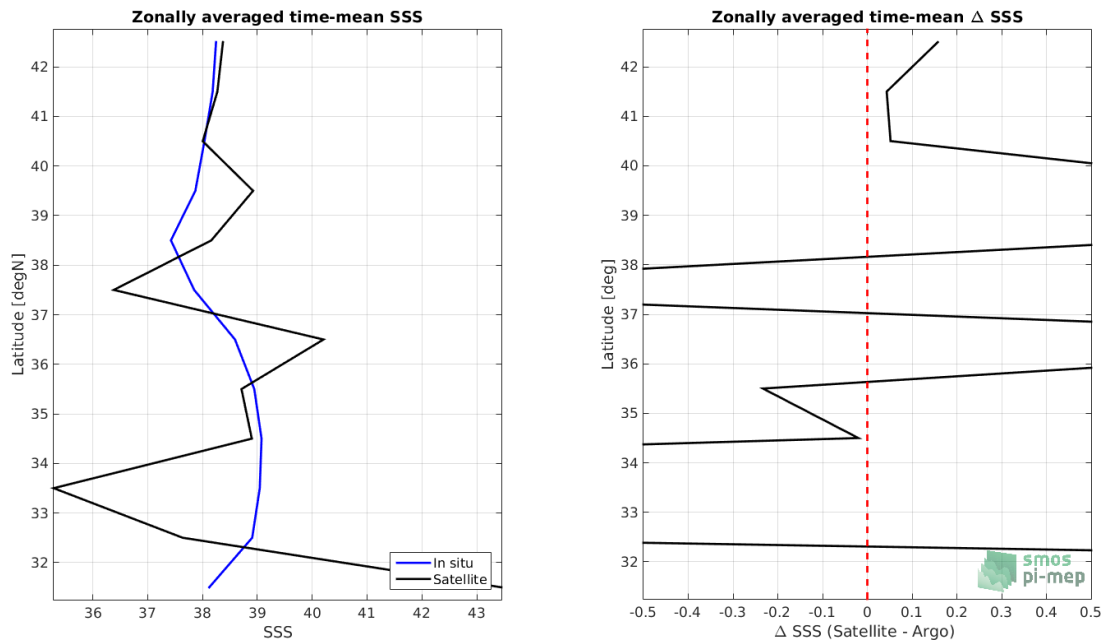 Zonally averaged time-mean SSS
42
41
40
39
38
37
36
35
34
33
32
Latitude [degN]
36 37 38 39 40 41 42 43
SSS
In situ
Satellite
Zonally averaged time-mean Δ SSS
42
41
40
39
38
37
36
35
34
33
32
Latitude [deg]
-0.5 -0.4 -0.3 -0.2 -0.1 0 0.1 0.2 0.3 0.4 0.5
Δ SSS (Satellite - Argo)
smos
pi-mep